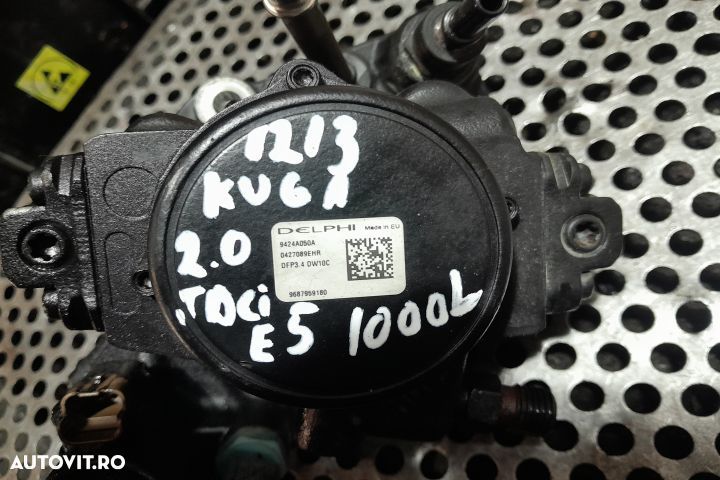 1213
KUGA
DELPHI Made in EU
9424A050A
0427089EHR
DFP3.4 DW10C
9687959180
2.0
TDCi
E5 1000L
AUTOVIT.RO